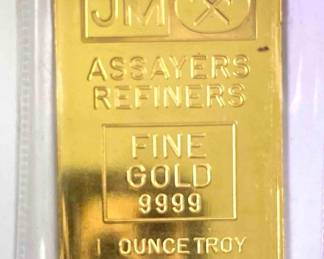 JM
ASSAYERS
REFINERS
FINE
GOLD
9999
1 OUNCE TROY